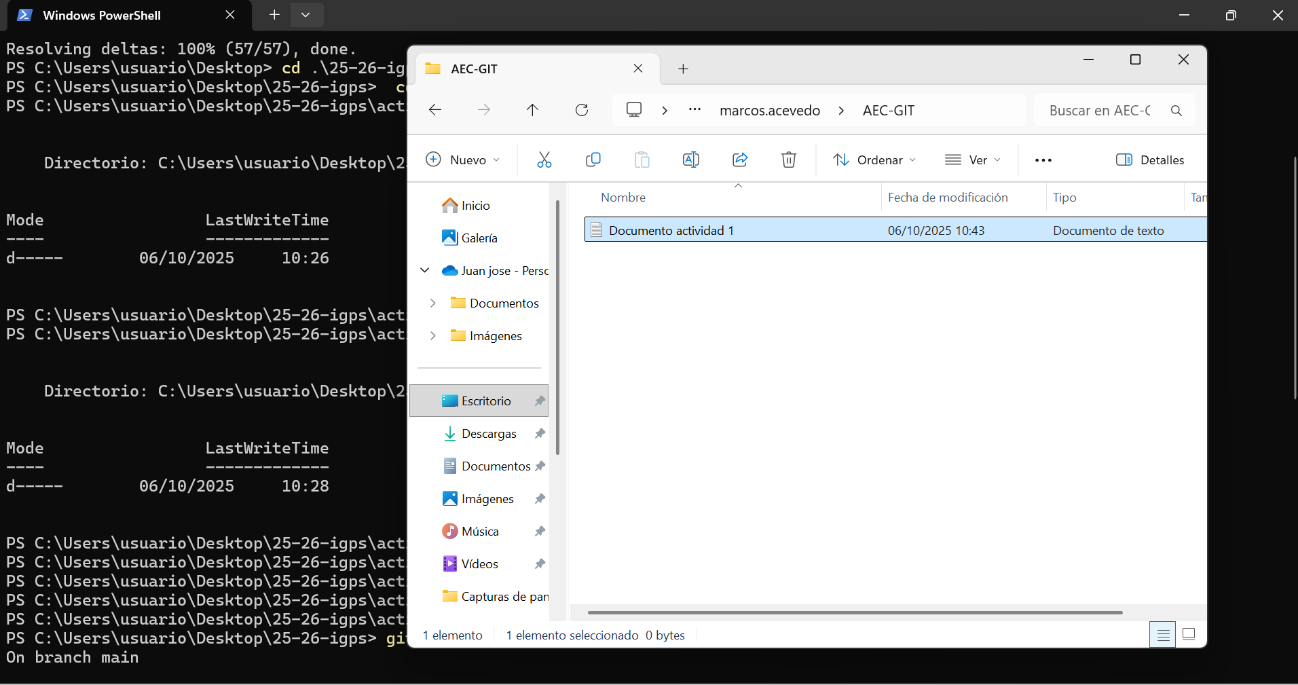 Windows PowerShell
Resolving deltas: 100% (57/57), done.
PS C:\Users\usuario\Desktop> cd .\25-26-ig
PS C:\Users\usuario\Desktop\25-26-igps>
PS C:\Users\usuario\Desktop\25-26-igps\act
Directorio: C:\Users\usuario\Desktop\2
Mode LastWriteTime
---- -------------
d----- 06/10/2025 10:26
PS C:\Users\usuario\Desktop\25-26-igps\act
PS C:\Users\usuario\Desktop\25-26-igps\act
Directorio: C:\Users\usuario\Desktop\2
Mode LastWriteTime
---- -------------
d----- 06/10/2025 10:28
PS C:\Users\usuario\Desktop\25-26-igps\act
PS C:\Users\usuario\Desktop\25-26-igps\act
PS C:\Users\usuario\Desktop\25-26-igps\act
PS C:\Users\usuario\Desktop\25-26-igps\act
PS C:\Users\usuario\Desktop\25-26-igps\act
PS C:\Users\usuario\Desktop\25-26-igps> gi
On branch main
AEC-GIT
marcos.acevedo > AEC-GIT
Buscar en AEC-G
Nuevo
Ordenar
Ver
Detalles
Nombre Fecha de modificación Tipo Tam
Documento actividad 1 06/10/2025 10:43 Documento de texto
Inicio
Galería
Juan jose - Perso
Documentos
Imágenes
Escritorio
Descargas
Documentos
Imágenes
Música
Vídeos
Capturas de pan
1 elemento 1 elemento seleccionado 0 bytes